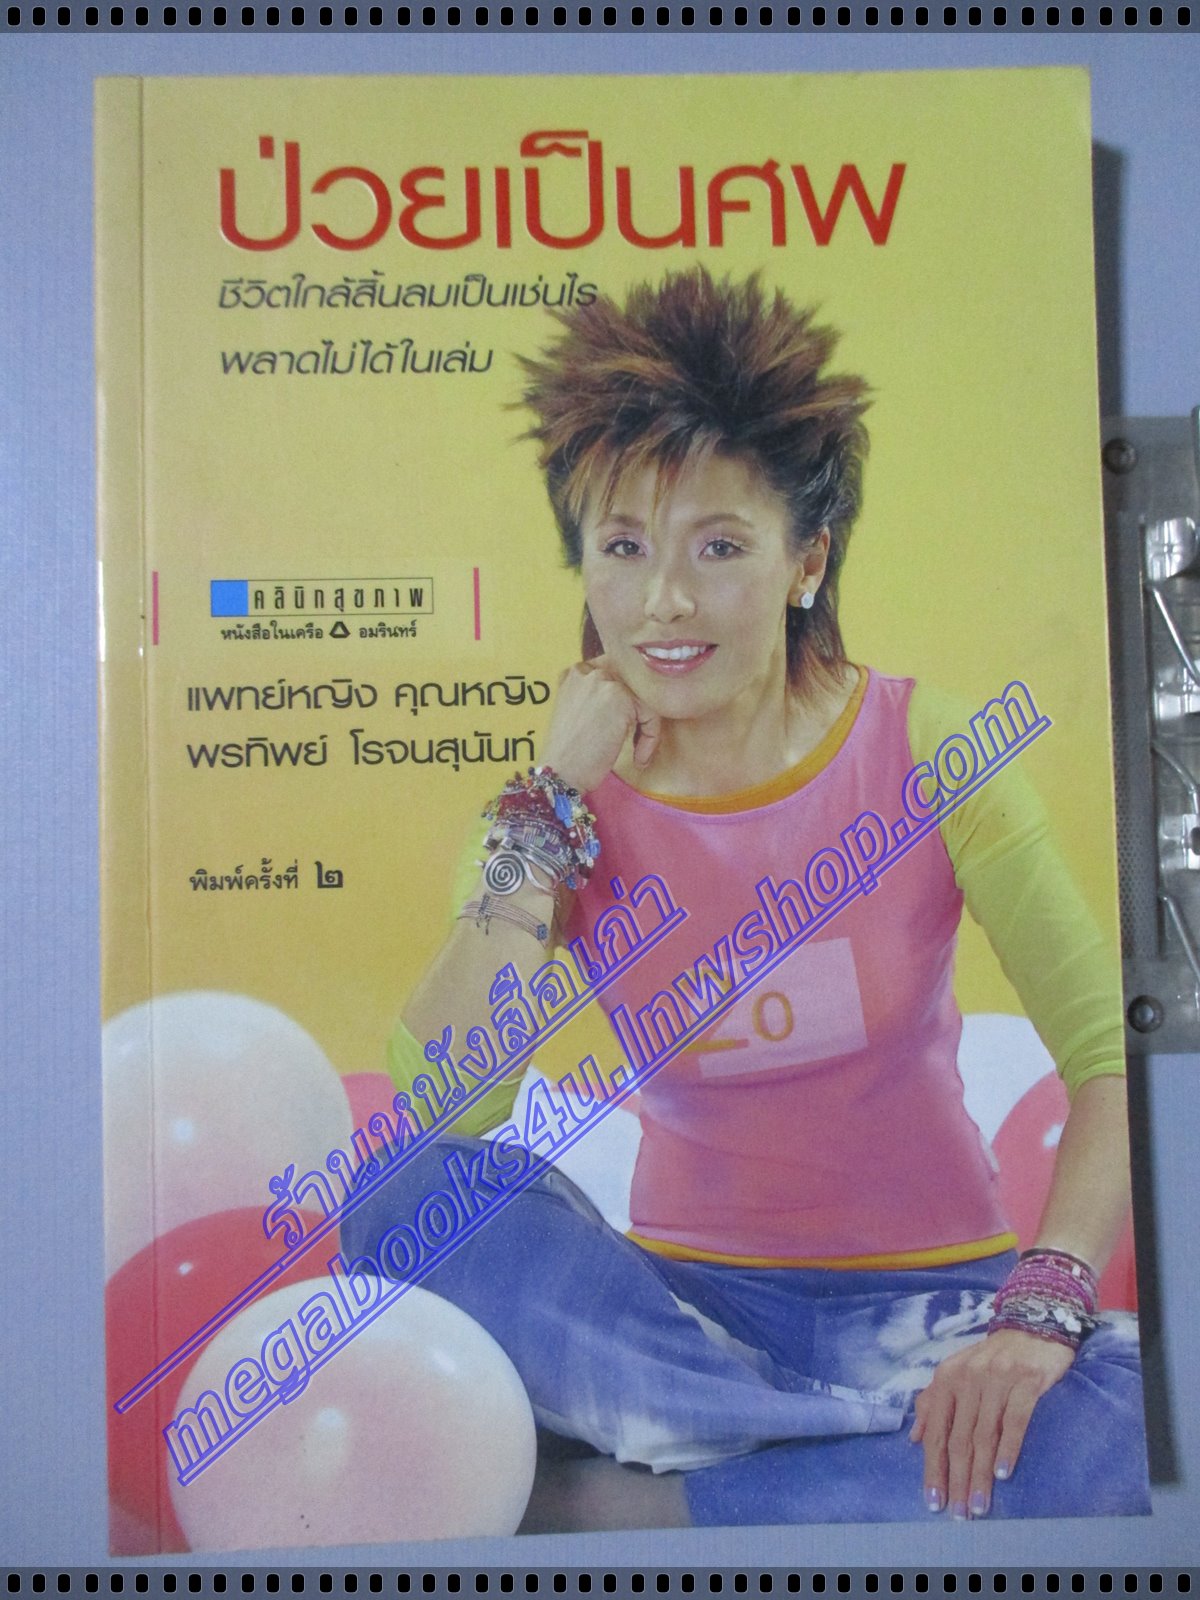 ป่วยเป็นศพ
ชีวิตใกล้สิ้นลมเป็นเช่นไร
พลาดไม่ได้ในเล่ม
คลินิกสุขภาพ
หนังสือในเครือ อมรินทร์
แพทย์หญิง คุณหญิง
พรทิพย์ โรจนสุนันท์
พิมพ์ครั้งที่ ๒
ร้านหนังสือเก่า
megabooks4u.lnwshop.com